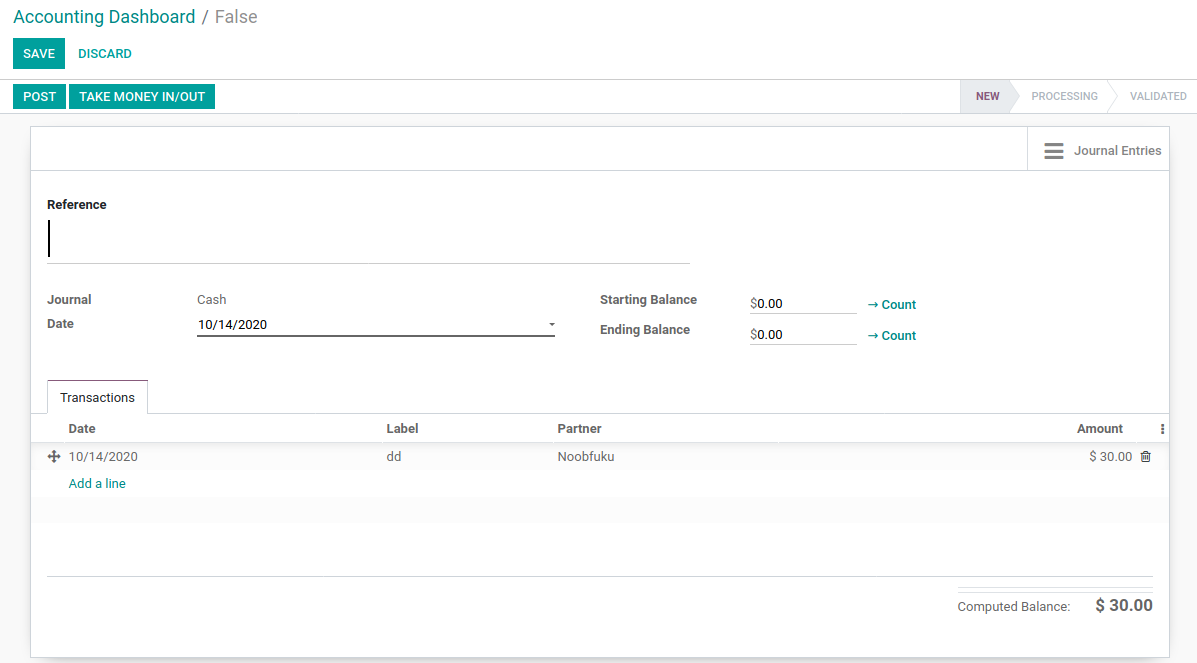 Accounting Dashboard / False
SAVE DISCARD
POST TAKE MONEY IN/OUT NEW PROCESSING VALIDATED
Journal Entries
Reference
Journal Cash Starting Balance $0.00 → Count
Date 10/14/2020 Ending Balance $0.00 → Count
Transactions
Date Label Partner Amount
10/14/2020 dd Noobfuku $ 30.00
Add a line
Computed Balance: $ 30.00